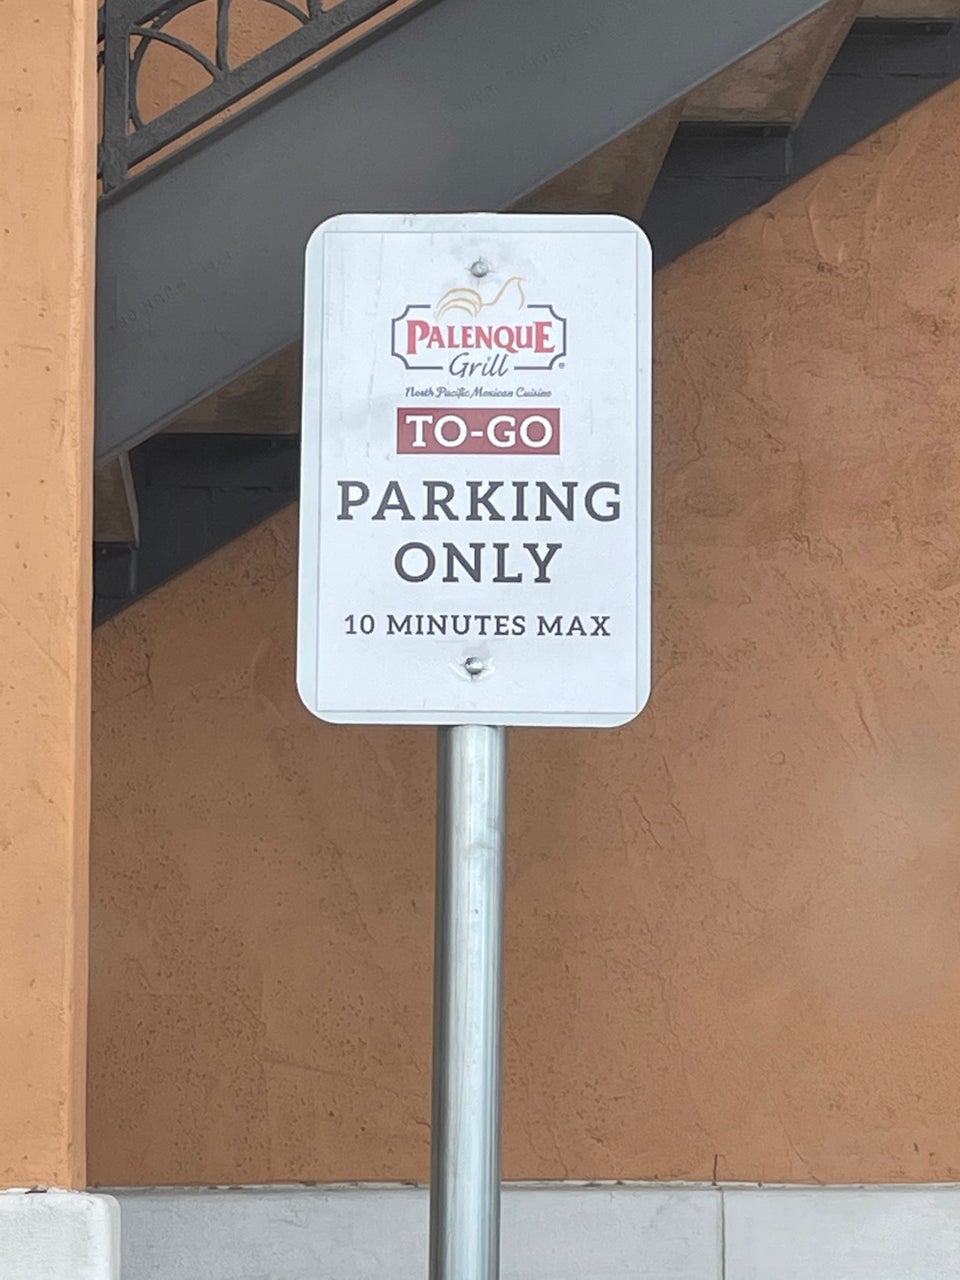 PALENQUE
Grill
North Pacific Mexican Cuisine
TO-GO
PARKING
ONLY
10 MINUTES MAX